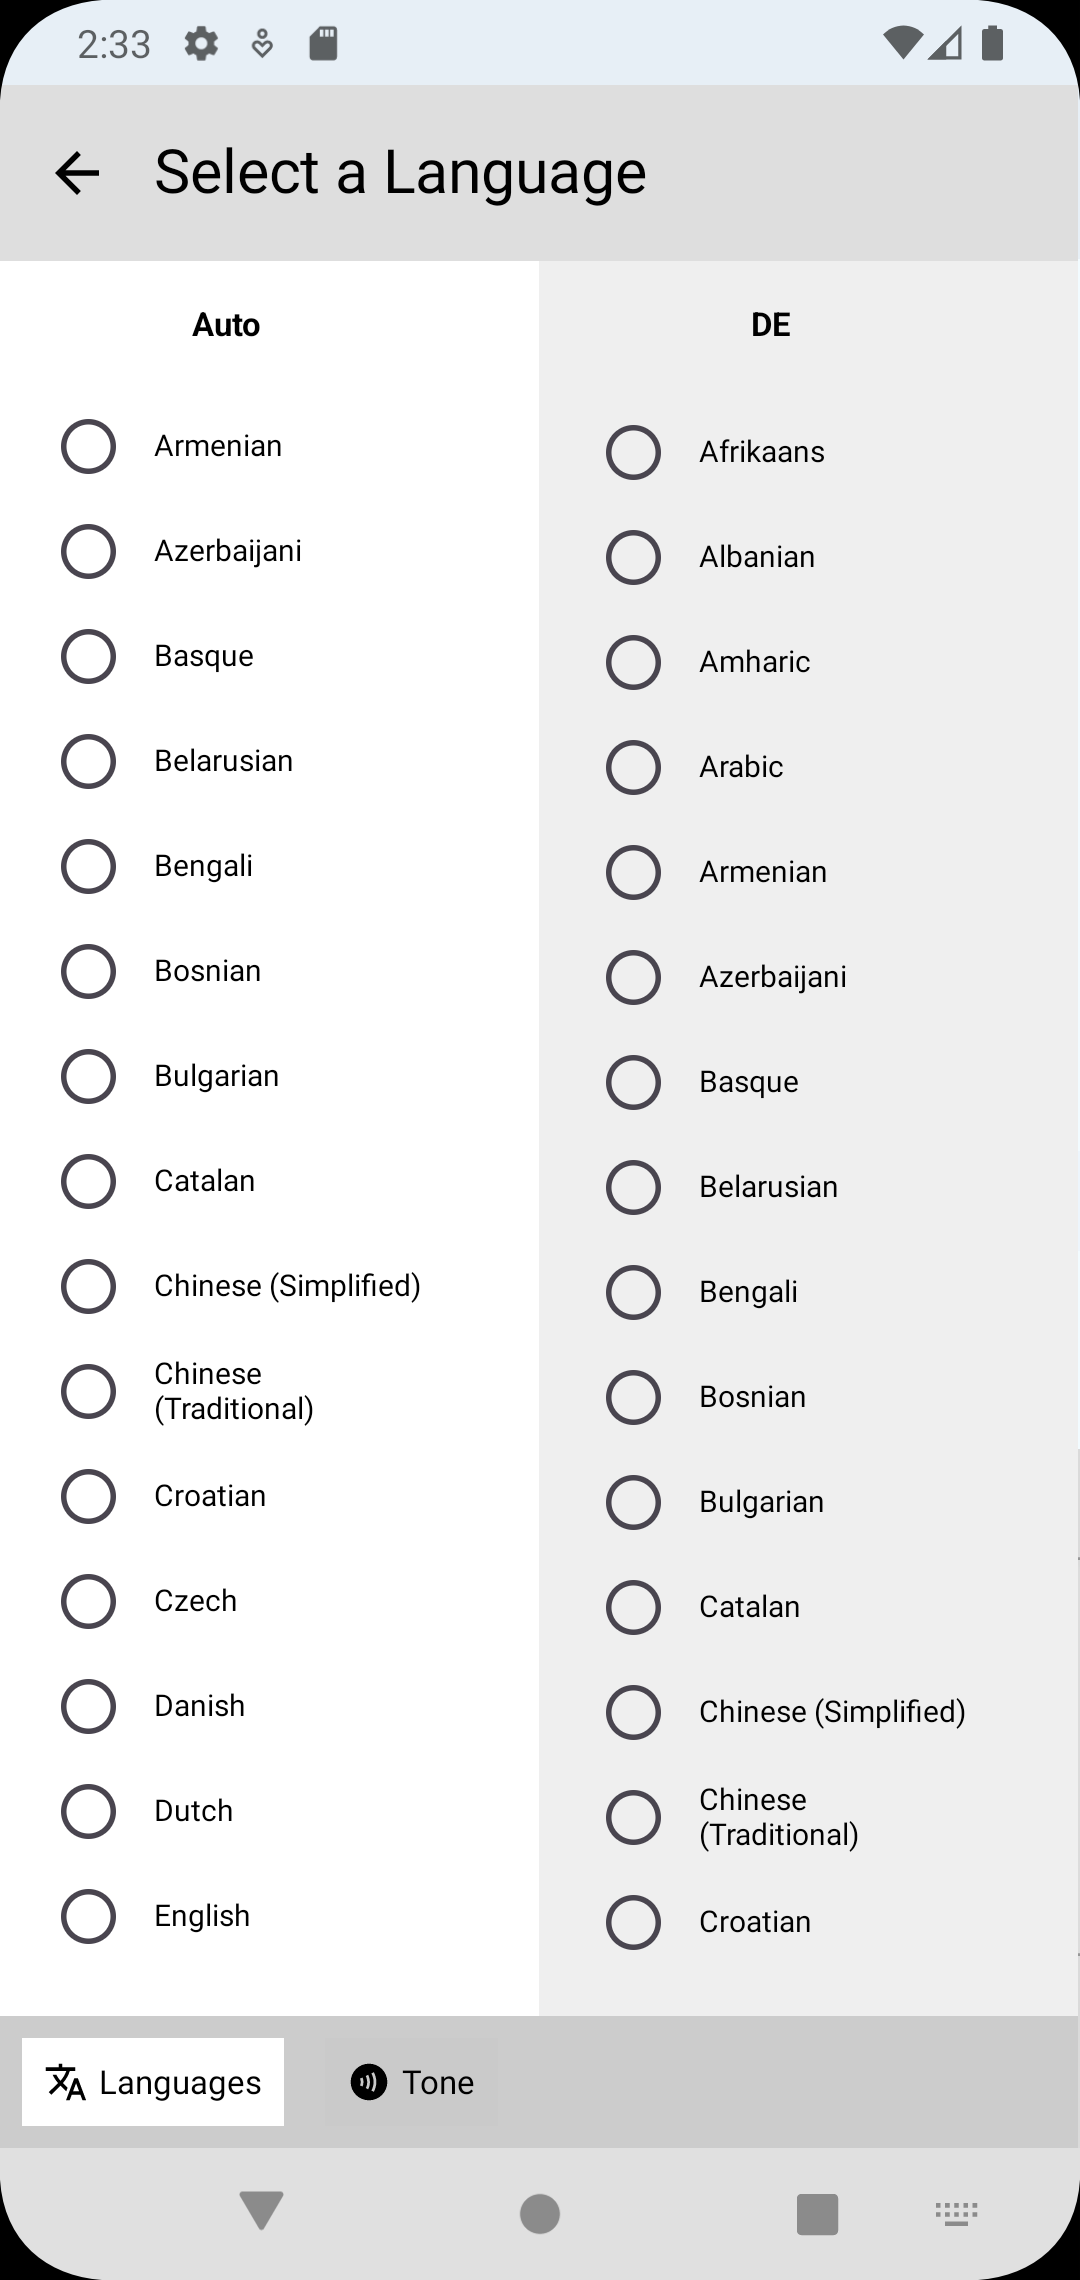 2:33
Select a Language
Auto
Armenian
Azerbaijani
Basque
Belarusian
Bengali
Bosnian
Bulgarian
Catalan
Chinese (Simplified)
Chinese
(Traditional)
Croatian
Czech
Danish
Dutch
English
DE
Afrikaans
Albanian
Amharic
Arabic
Armenian
Azerbaijani
Basque
Belarusian
Bengali
Bosnian
Bulgarian
Catalan
Chinese (Simplified)
Chinese
(Traditional)
Croatian
Languages
Tone